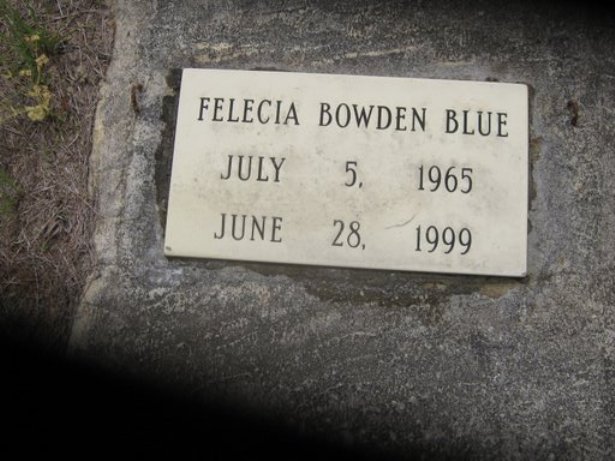 FELECIA BOWDEN BLUE
JULY 5, 1965
JUNE 28, 1999